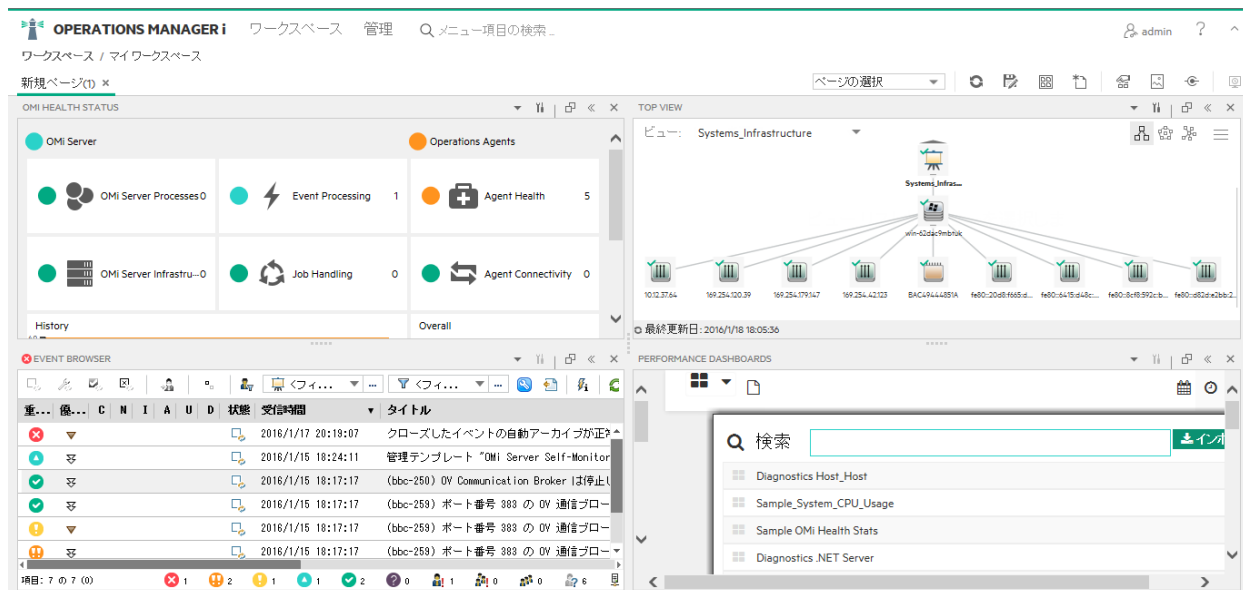 OPERATIONS MANAGER i ワークスペース 管理 メニュー項目の検索... admin ?
ワークスペース / マイワークスペース
新規ページ(1) × ページの選択
OMI HEALTH STATUS
OMi Server Operations Agents
OMi Server Processes 0 Event Processing 1 Agent Health 5
OMi Server Infrastru... 0 Job Handling 0 Agent Connectivity 0
History Overall
TOP VIEW
ビュー: Systems_Infrastructure
Systems_Infras...
win-62dac9mbtuk
10.12.37.64 169.254.120.39 169.254.179.147 169.254.42.123 BAC49444851A fe80::20d8:f665:d... fe80::6415:d48c:... fe80::8cf8:592c:b... fe80::d82d:e2bb:2...
最終更新日: 2016/1/18 18:05:36
EVENT BROWSER
<フィ... ... <フィ... ...
重... 優... C N I A U D 状態 受信時間 タイトル
2016/1/17 20:19:07 クローズしたイベントの自動アーカイブが正常
2016/1/15 18:24:11 管理テンプレート "OMi Server Self-Monitor
2016/1/15 18:17:17 (bbc-250) OV Communication Broker は停止し
2016/1/15 18:17:17 (bbc-259) ポート番号 383 の OV 通信ブロー
2016/1/15 18:17:17 (bbc-259) ポート番号 383 の OV 通信ブロー
2016/1/15 18:17:17 (bbc-259) ポート番号 383 の OV 通信ブロー
項目: 7 の 7 (0) 1 2 1 1 2 0 1 0 0 6
PERFORMANCE DASHBOARDS
検索 インポ
Diagnostics Host_Host
Sample_System_CPU_Usage
Sample OMi Health Stats
Diagnostics .NET Server